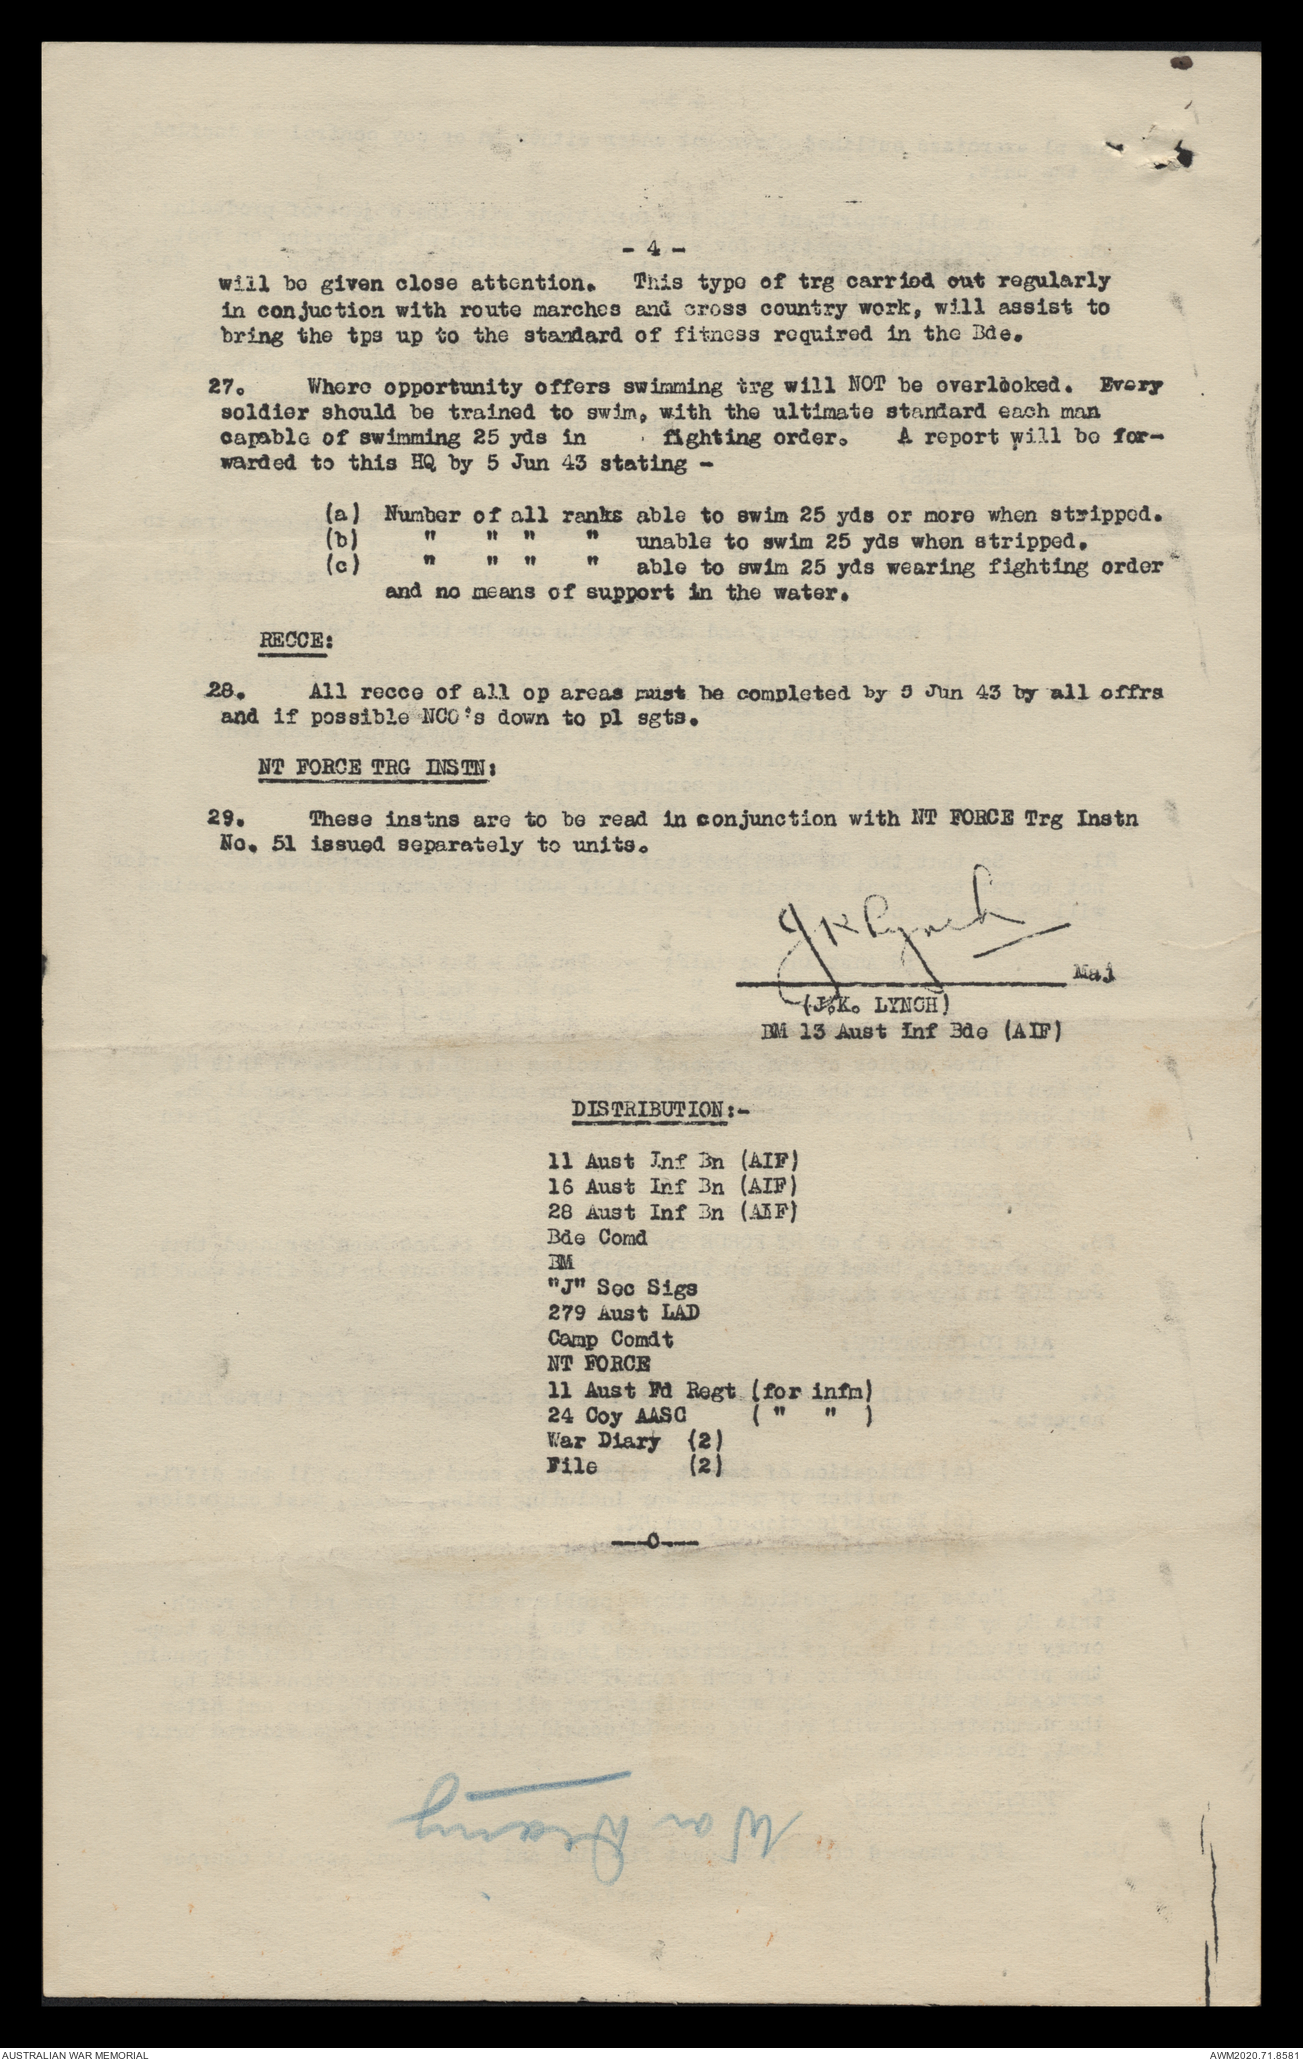 - 4 -
will be given close attention. This type of trg carried out regularly
in conjuction with route marches and cross country work, will assist to
bring the tps up to the standard of fitness required in the Bde.
27. Where opportunity offers swimming trg will NOT be overlooked. Every
soldier should be trained to swim, with the ultimate standard each man
capable of swimming 25 yds in fighting order. A report will be for-
warded to this HQ by 5 Jun 43 stating -
(a) Number of all ranks able to swim 25 yds or more when stripped.
(b) " " " " unable to swim 25 yds when stripped.
(c) " " " " able to swim 25 yds wearing fighting order
and no means of support in the water.
RECCE:
28. All recce of all op areas must be completed by 5 Jun 43 by all offrs
and if possible NCO's down to pl sgts.
NT FORCE TRG INSTN:
29. These instns are to be read in conjunction with NT FORCE Trg Instn
No. 51 issued separately to units.
J K Lynch
Maj
(J.K. LYNCH)
BM 13 Aust Inf Bde (AIF)
DISTRIBUTION:-
11 Aust Inf Bn (AIF)
16 Aust Inf Bn (AIF)
28 Aust Inf Bn (AIF)
Bde Comd
BM
"J" Sec Sigs
279 Aust LAD
Camp Comdt
NT FORCE
11 Aust Fd Regt (for infm)
24 Coy AASC ( " " )
War Diary (2)
File (2)
---O---
War Diary
AUSTRALIAN WAR MEMORIAL
AWM2020.71.8581